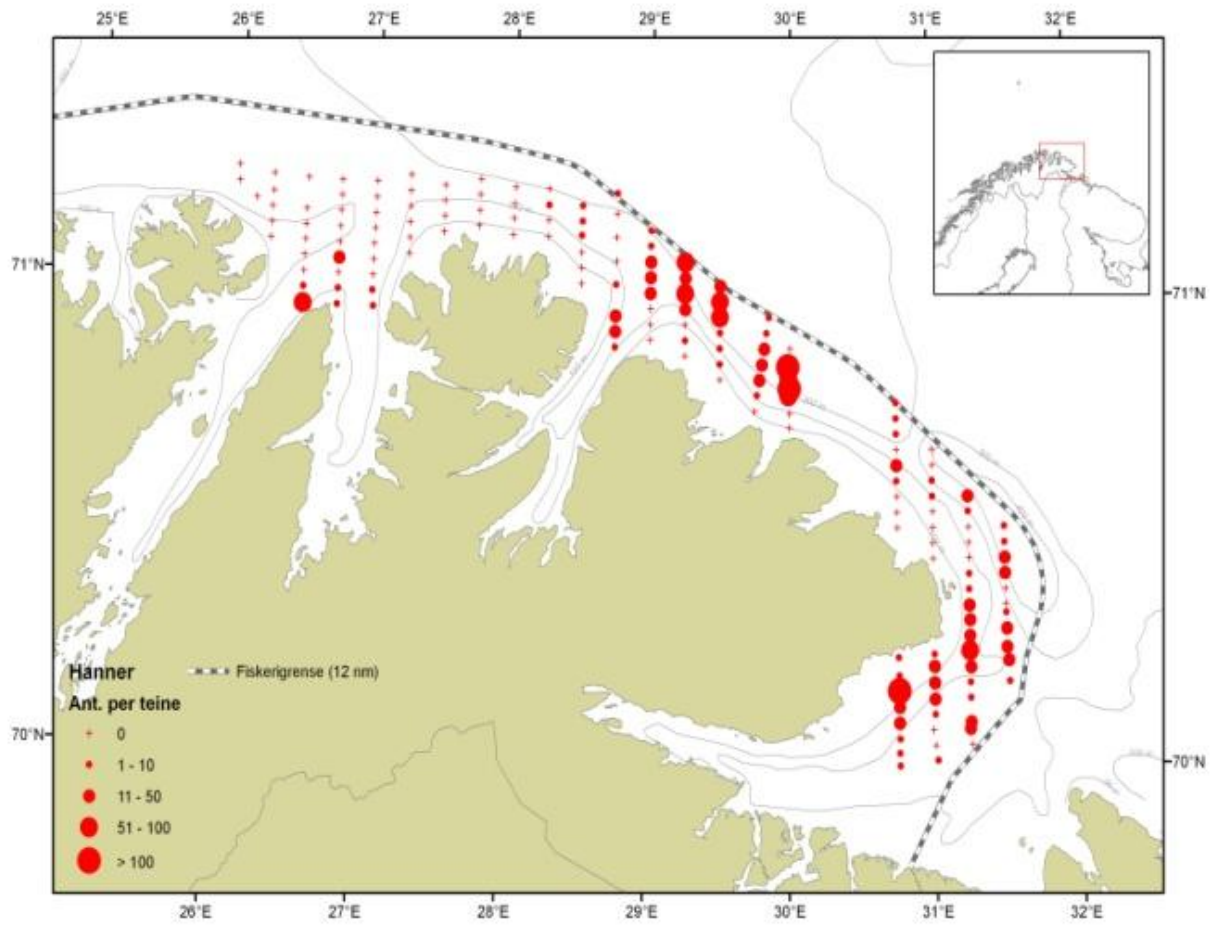 25°E 26°E 27°E 28°E 29°E 30°E 31°E 32°E
71°N
71°N
Hanner
Fiskerigrense (12 nm)
Ant. per teine
0
70°N
1 - 10
70°N
11 - 50
51 - 100
> 100
26°E 27°E 28°E 29°E 30°E 31°E 32°E